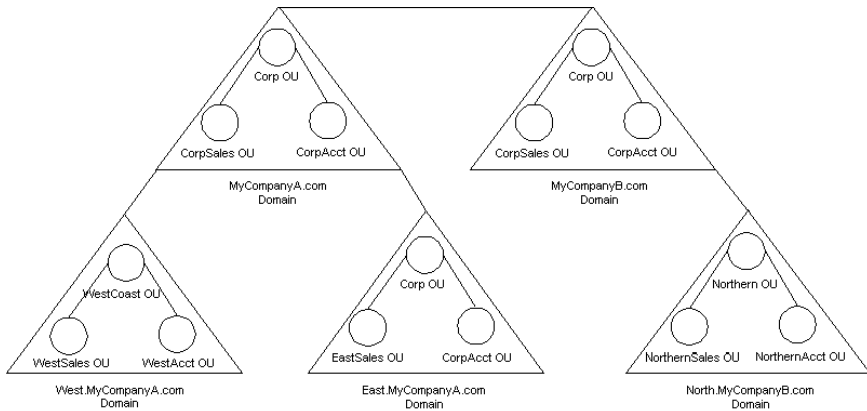 Corp OU
Corp OU
CorpSales OU
CorpAcct OU
CorpSales OU
CorpAcct OU
MyCompanyA.com
Domain
MyCompanyB.com
Domain
WestCoast OU
Corp OU
Northern OU
WestSales OU
WestAcct OU
EastSales OU
CorpAcct OU
NorthernSales OU
NorthernAcct OU
West.MyCompanyA.com
Domain
East.MyCompanyA.com
Domain
North.MyCompanyB.com
Domain